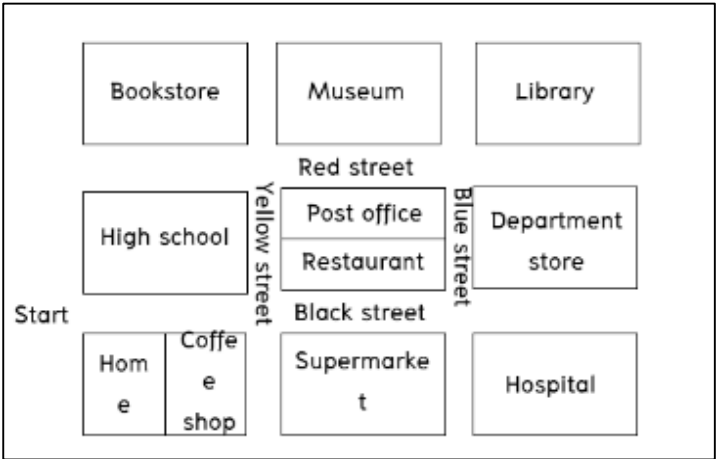 Bookstore
Museum
Library
Red street
Yellow street
Blue street
High school
Post office
Restaurant
Department
store
Start
Black street
Hom
e
Coffe
e
shop
Supermarke
t
Hospital